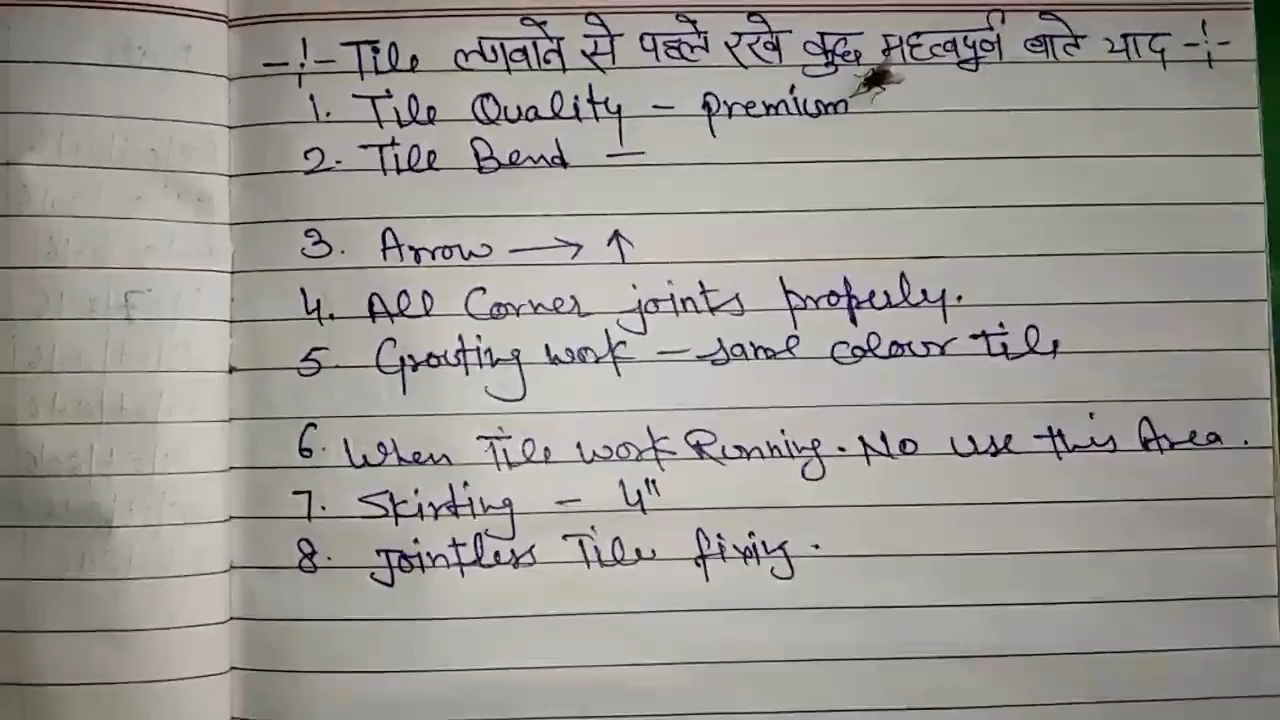 -:- Tile लगवाने से पहले रखे कुछ महत्वपूर्ण बाते याद -:-
1. Tile Quality - premium
2. Tile Bend -
3. Arrow → ↑
4. All Corner joints properly.
5. Grouting work - same colour tile
6. When Tile work Running. No use this Area.
7. Skirting - 4"
8. Jointless Tile fixing.